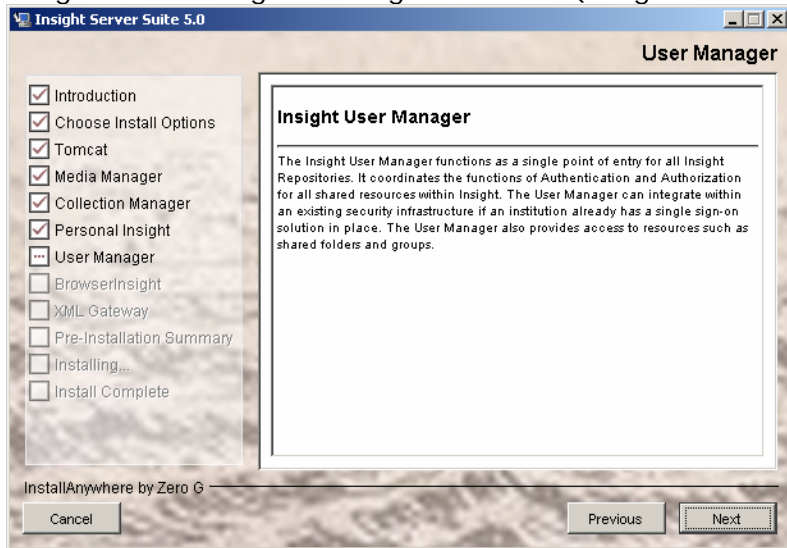 Insight Server Suite 5.0
User Manager
Introduction
Choose Install Options
Tomcat
Media Manager
Collection Manager
Personal Insight
User Manager
BrowserInsight
XML Gateway
Pre-Installation Summary
Installing...
Install Complete
Insight User Manager
The Insight User Manager functions as a single point of entry for all Insight
Repositories. It coordinates the functions of Authentication and Authorization
for all shared resources within Insight. The User Manager can integrate within
an existing security infrastructure if an institution already has a single sign-on
solution in place. The User Manager also provides access to resources such as
shared folders and groups.
InstallAnywhere by Zero G
Cancel
Previous
Next